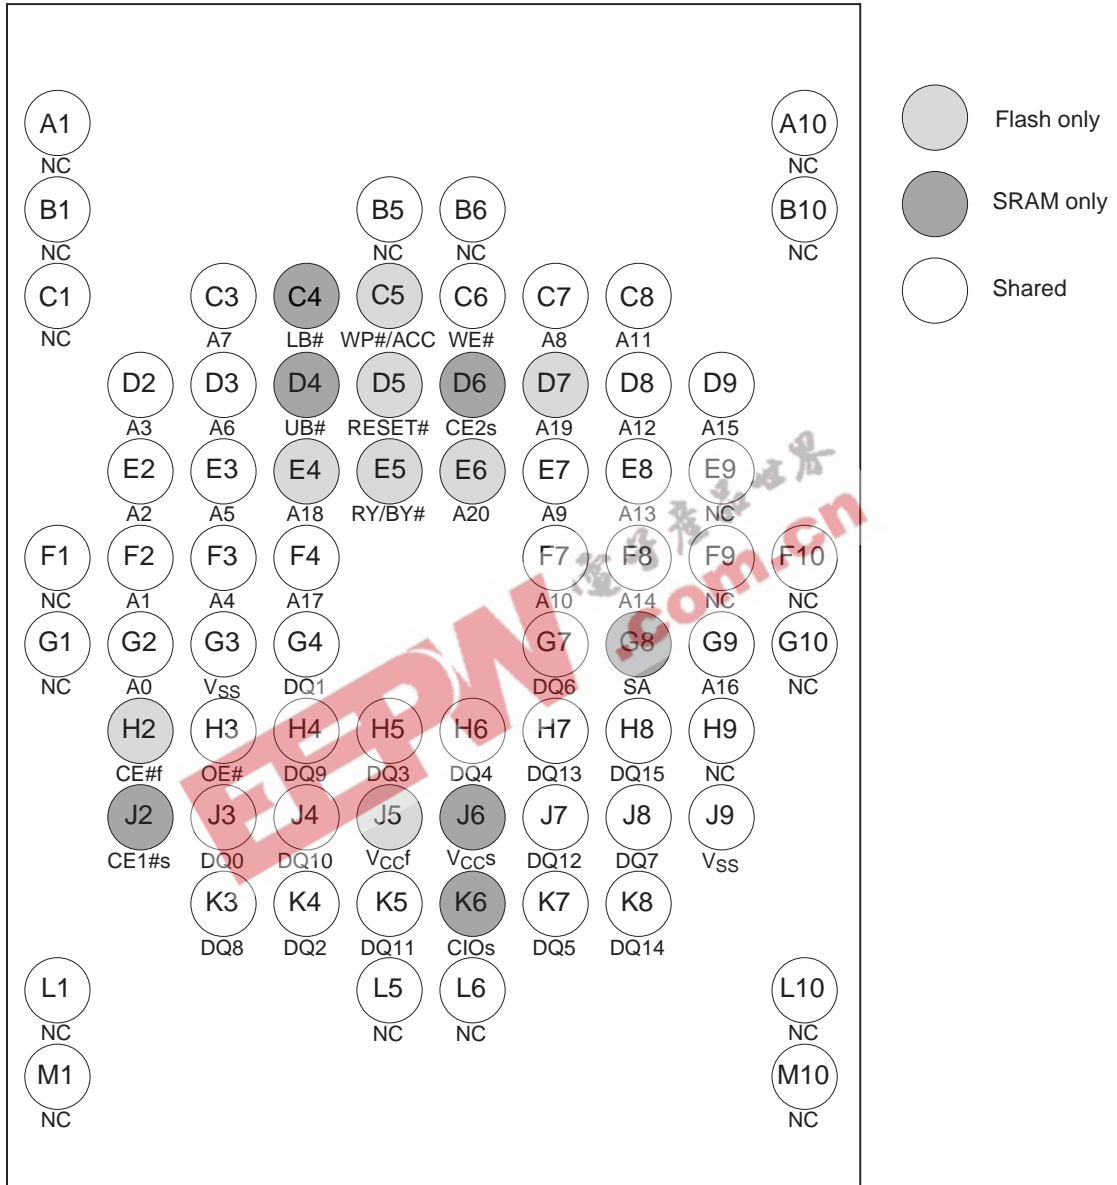 A1 A10 Flash only
NC NC
B1 B5 B6 B10 SRAM only
NC NC NC NC
C1 C3 C4 C5 C6 C7 C8 Shared
NC A7 LB# WP#/ACC WE# A8 A11
D2 D3 D4 D5 D6 D7 D8 D9
A3 A6 UB# RESET# CE2s A19 A12 A15
E2 E3 E4 E5 E6 E7 E8 E9
A2 A5 A18 RY/BY# A20 A9 A13 NC
F1 F2 F3 F4 F7 F8 F9 F10
NC A1 A4 A17 A10 A14 NC NC
G1 G2 G3 G4 G7 G8 G9 G10
NC A0 VSS DQ1 DQ6 SA A16 NC
H2 H3 H4 H5 H6 H7 H8 H9
CE#f OE# DQ9 DQ3 DQ4 DQ13 DQ15 NC
J2 J3 J4 J5 J6 J7 J8 J9
CE1#s DQ0 DQ10 VCCf VCCs DQ12 DQ7 VSS
K3 K4 K5 K6 K7 K8
DQ8 DQ2 DQ11 CIOs DQ5 DQ14
L1 L5 L6 L10
NC NC NC NC
M1 M10
NC NC
EEPW .com.cn
電子產品世界